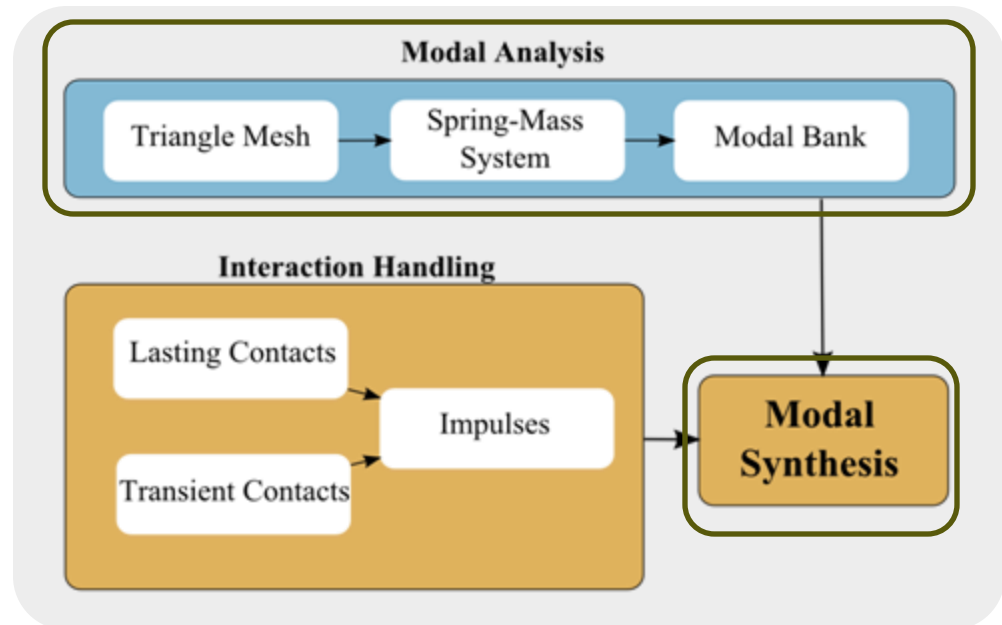 Modal Analysis
Triangle Mesh
Spring-Mass
System
Modal Bank
Interaction Handling
Lasting Contacts
Impulses
Transient Contacts
Modal
Synthesis